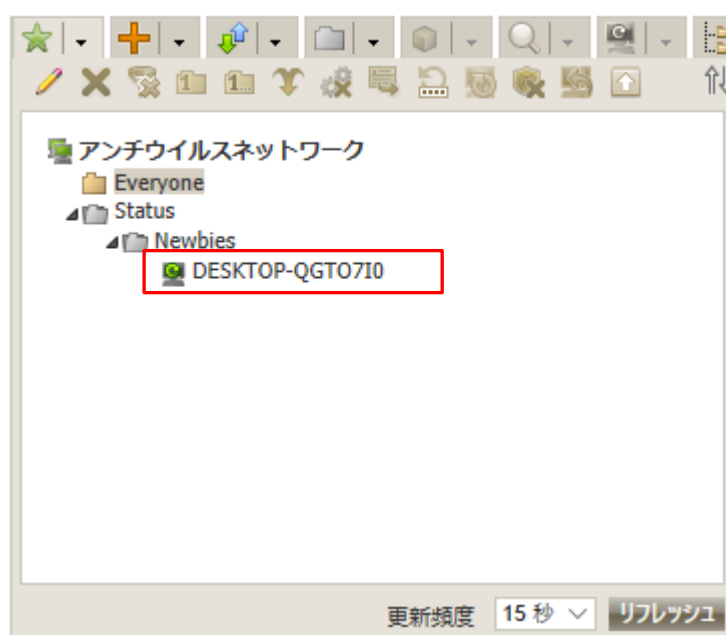 アンチウイルスネットワーク
Everyone
Status
Newbies
DESKTOP-QGTO7I0
更新頻度 15 秒 リフレッシュ